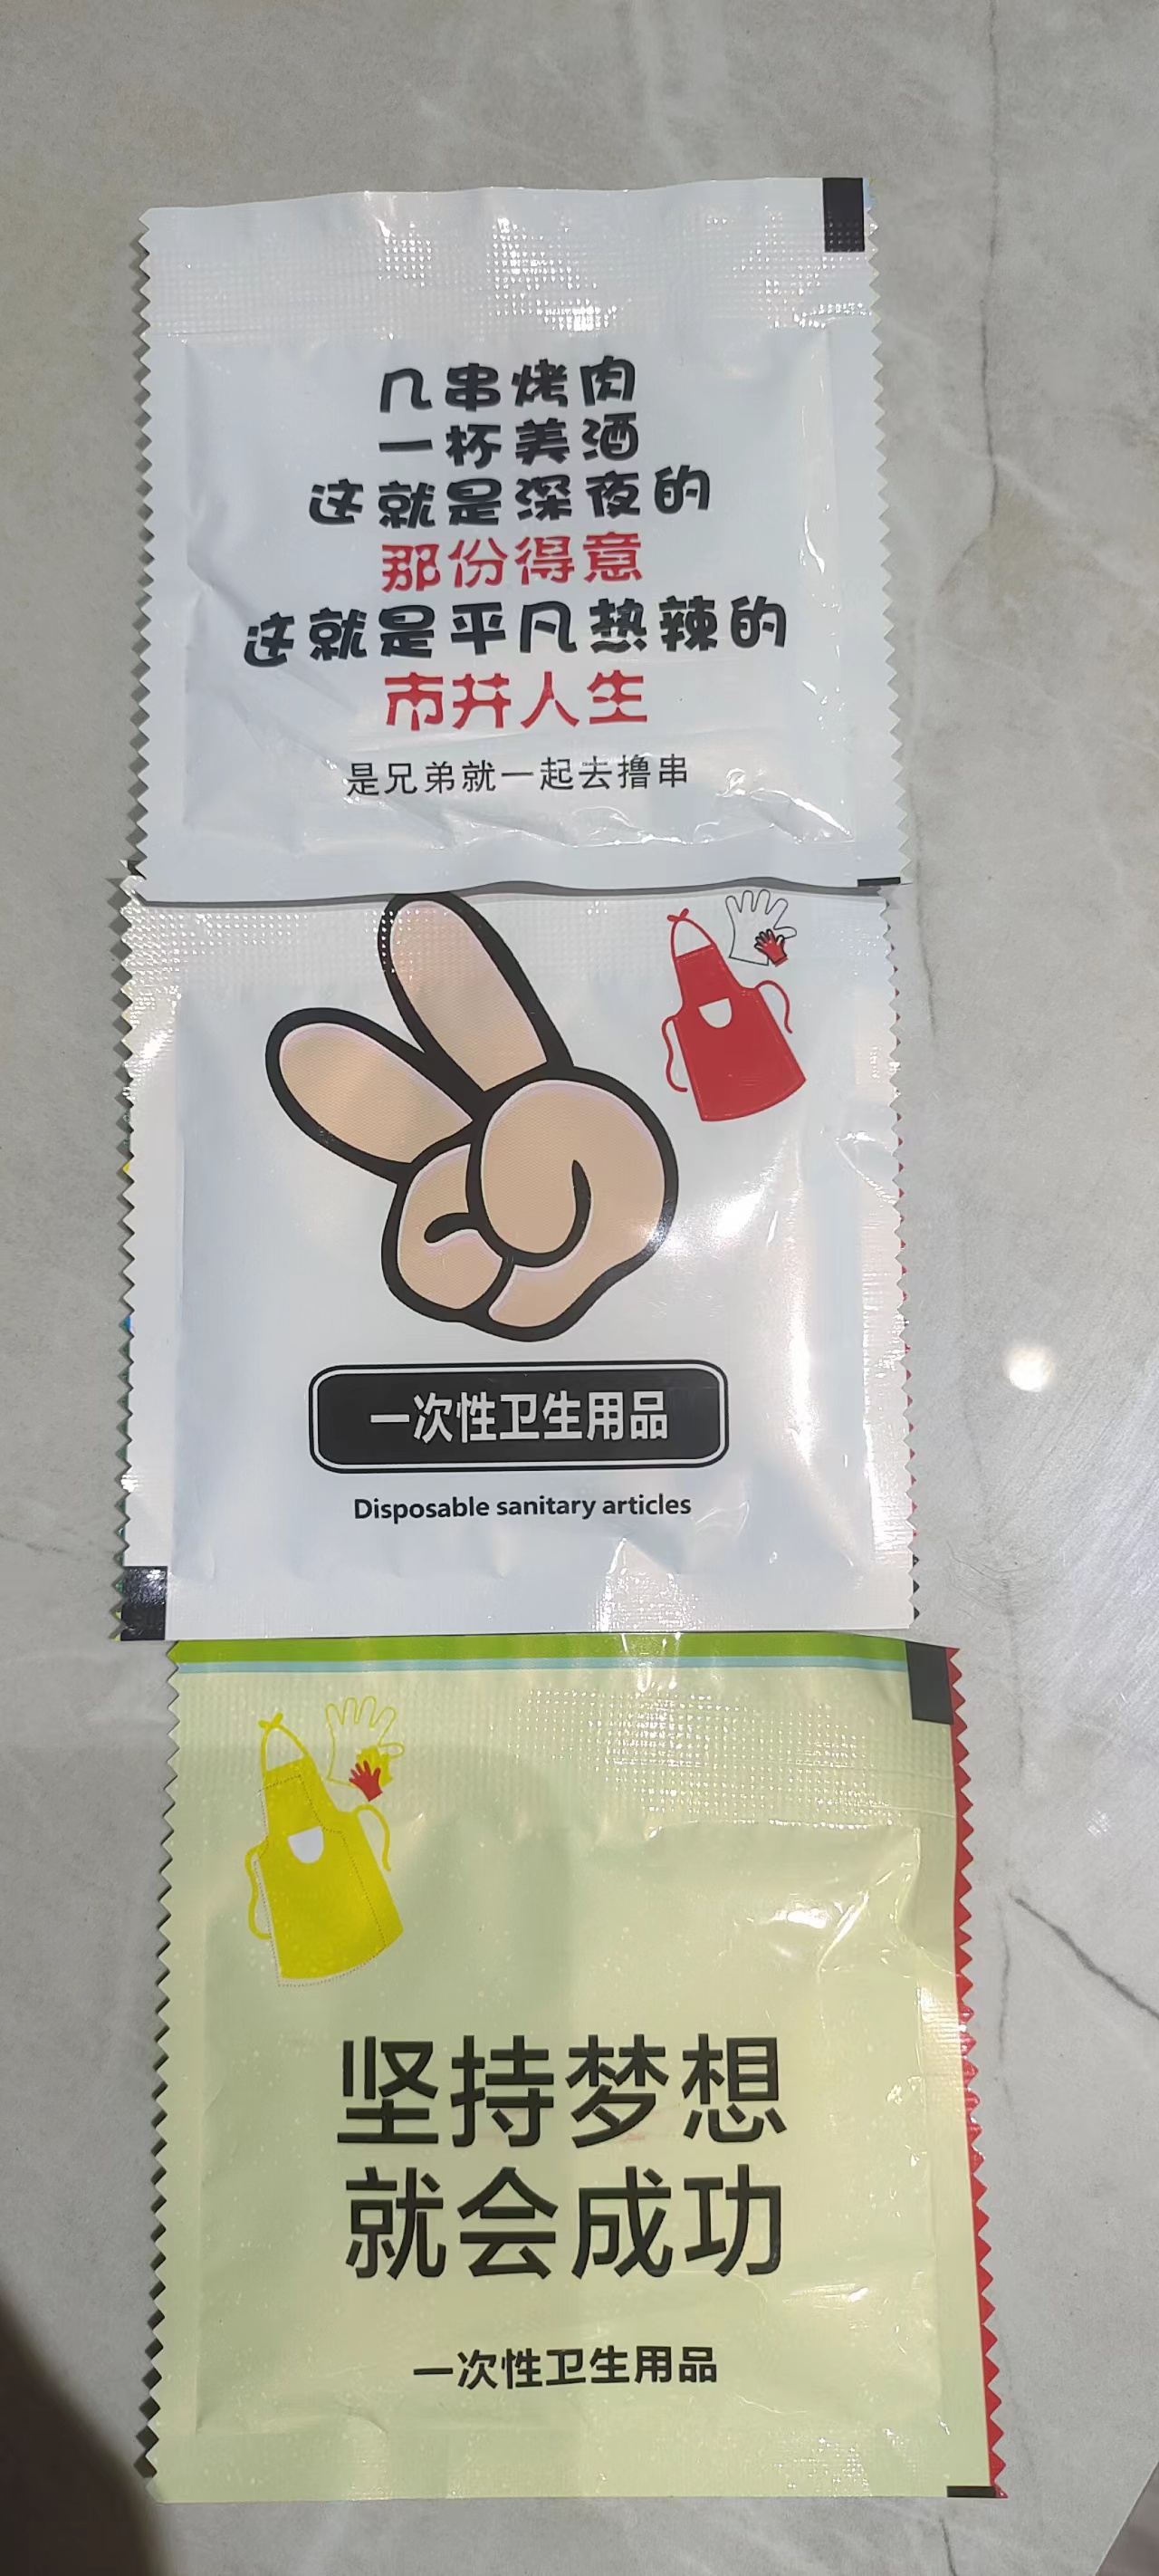 几串烤肉
一杯美酒
这就是深夜的
那份得意
这就是平凡热辣的
市井人生
是兄弟就一起去撸串
一次性卫生用品
Disposable sanitary articles
坚持梦想
就会成功
一次性卫生用品